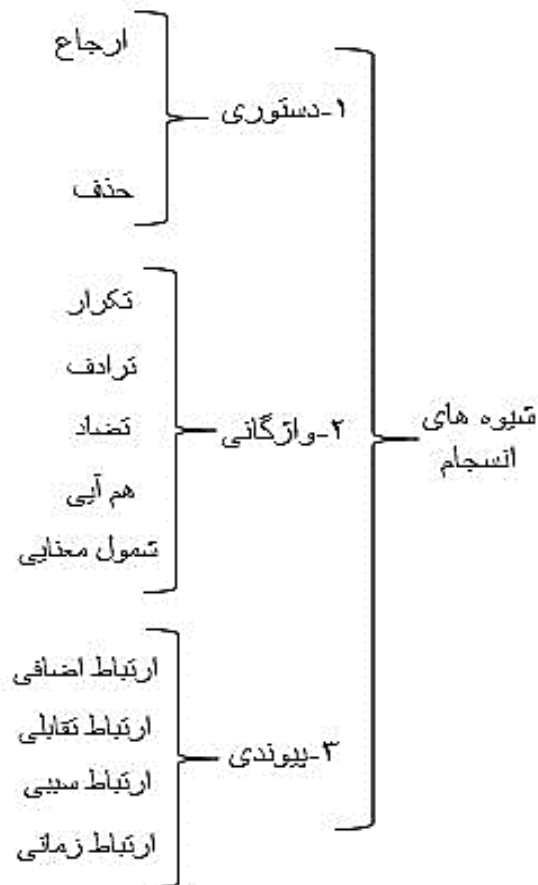 شیوه های
انسجام
۱-دستوری
ارجاع
حذف
۲-واژگانی
تکرار
ترادف
تضاد
هم آیی
شمول معنایی
۳-پیوندی
ارتباط اضافی
ارتباط تقابلی
ارتباط سببی
ارتباط زمانی